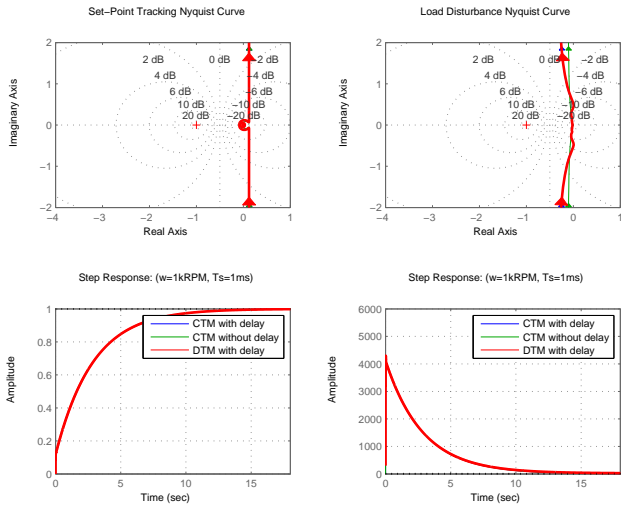 Set−Point Tracking Nyquist Curve
Imaginary Axis
2
1
0
−1
−2
2 dB
0 dB
−2 dB
4 dB
−4 dB
6 dB
−6 dB
10 dB
−10 dB
20 dB
−20 dB
−4
−3
−2
−1
0
1
Real Axis
Load Disturbance Nyquist Curve
Imaginary Axis
2
1
0
−1
−2
2 dB
0 dB
−2 dB
4 dB
−4 dB
6 dB
−6 dB
10 dB
−10 dB
20 dB
−20 dB
−4
−3
−2
−1
0
1
Real Axis
Step Response: (w=1kRPM, Ts=1ms)
Amplitude
1
0.8
0.6
0.4
0.2
0
CTM with delay
CTM without delay
DTM with delay
0
5
10
15
Time (sec)
Step Response: (w=1kRPM, Ts=1ms)
Amplitude
6000
5000
4000
3000
2000
1000
0
CTM with delay
CTM without delay
DTM with delay
0
5
10
15
Time (sec)